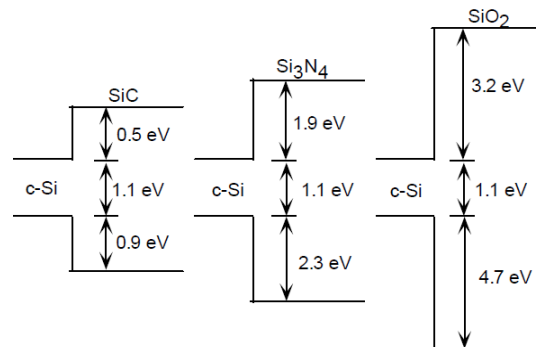 SiC
0.5 eV
c-Si
1.1 eV
0.9 eV
Si₃N₄
1.9 eV
c-Si
1.1 eV
2.3 eV
SiO₂
3.2 eV
c-Si
1.1 eV
4.7 eV